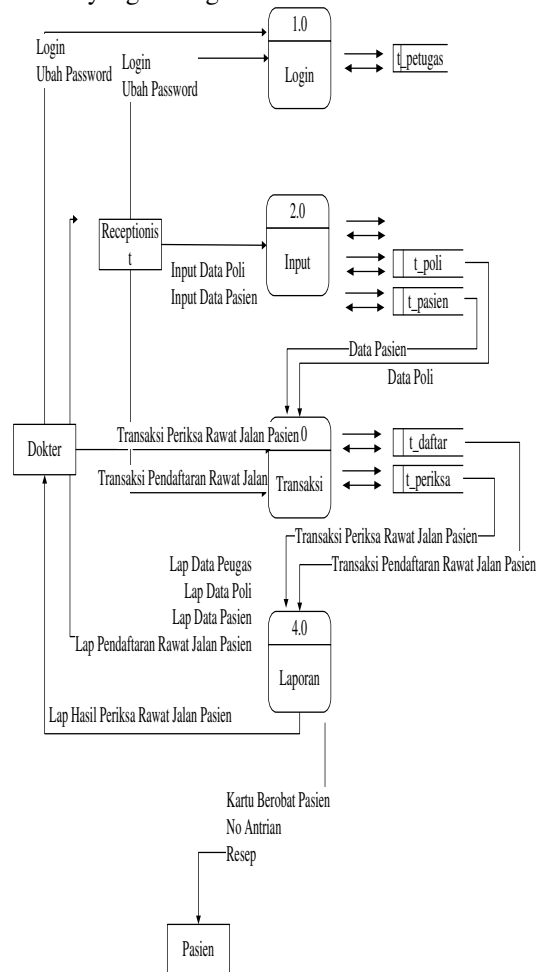 1.0
Login
Ubah Password
Login
Ubah Password
Login
t_petugas
Receptionis
t
2.0
Input
Input Data Poli
Input Data Pasien
t_poli
t_pasien
Data Pasien
Data Poli
Dokter
Transaksi Periksa Rawat Jalan Pasien
0
Transaksi Pendaftaran Rawat Jalan
Transaksi
t_daftar
t_periksa
Transaksi Periksa Rawat Jalan Pasien
Transaksi Pendaftaran Rawat Jalan Pasien
Lap Data Peugas
Lap Data Poli
Lap Data Pasien
Lap Pendaftaran Rawat Jalan Pasien
4.0
Laporan
Lap Hasil Periksa Rawat Jalan Pasien
Kartu Berobat Pasien
No Antrian
Resep
Pasien